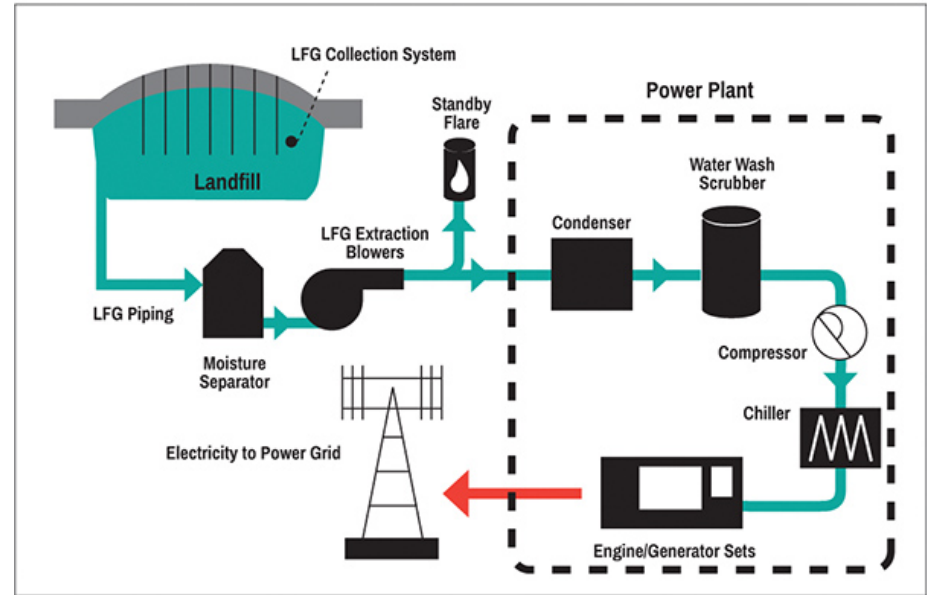 LFG Collection System
Standby
Flare
Power Plant
Landfill
Water Wash
Scrubber
LFG Extraction
Blowers
Condenser
LFG Piping
Moisture
Separator
Compressor
Chiller
Electricity to Power Grid
Engine/Generator Sets